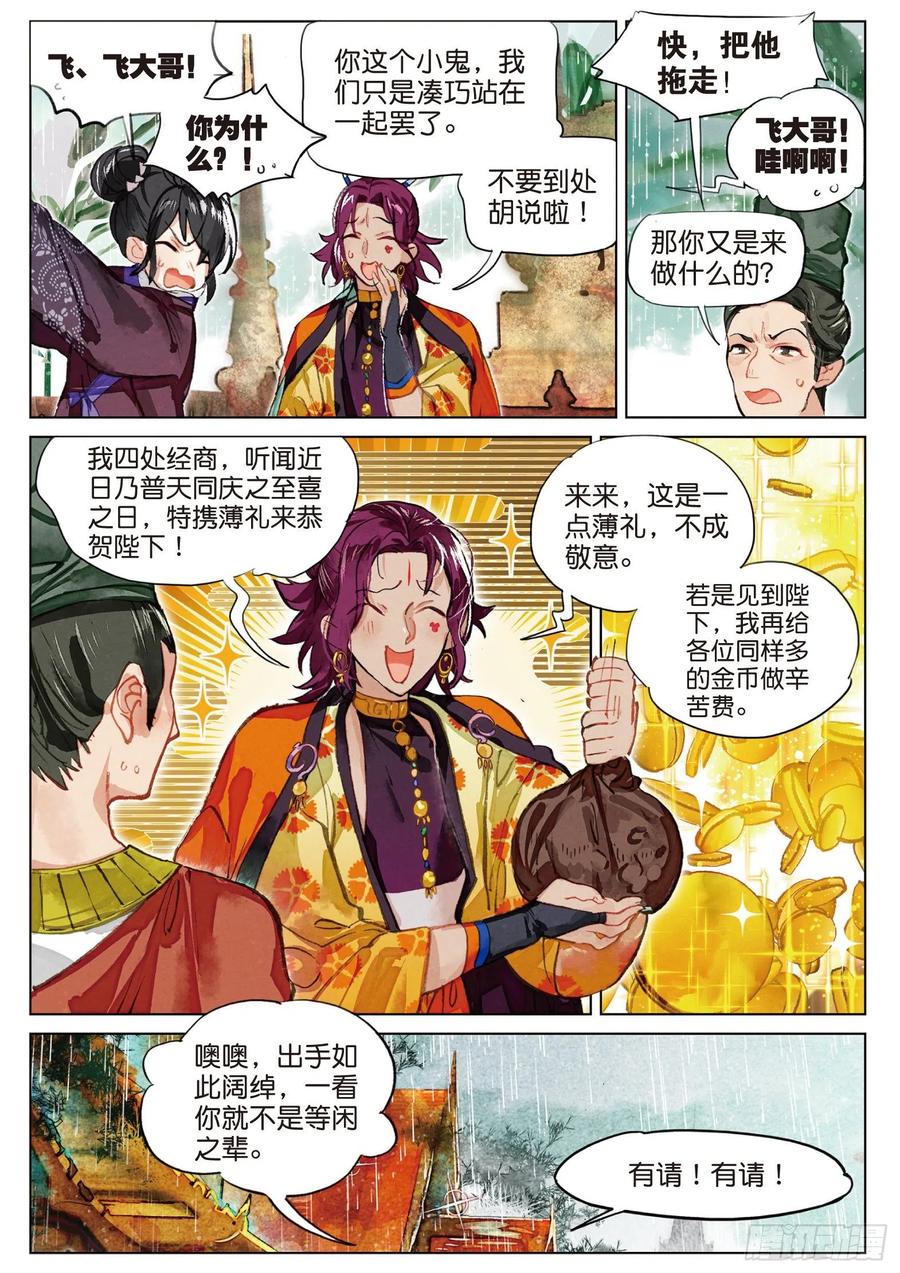 飞、飞大哥！
你为什
么？！
你这个小鬼，我
们只是凑巧站在
一起罢了。
不要到处
胡说啦！
快，把他
拖走！
飞大哥！
哇啊啊！
那你又是来
做什么的？
我四处经商，听闻近
日乃普天同庆之至喜
之日，特携薄礼来恭
贺陛下！
来来，这是一
点薄礼，不成
敬意。
若是见到陛
下，我再给
各位同样多
的金币做辛
苦费。
噢噢，出手如
此阔绰，一看
你就不是等闲
之辈。
有请！有请！
腾讯动漫